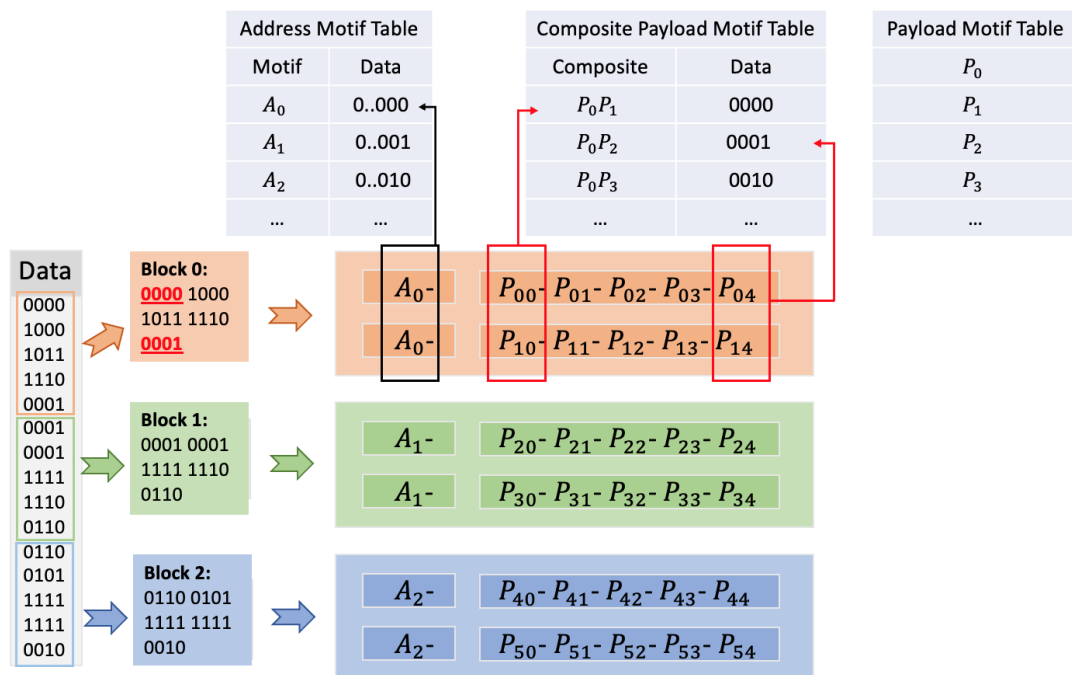 Address Motif Table
Motif Data
A₀ 0..000
A₁ 0..001
A₂ 0..010
... ...
Composite Payload Motif Table
Composite Data
P₀P₁ 0000
P₀P₂ 0001
P₀P₃ 0010
... ...
Payload Motif Table
P₀
P₁
P₂
P₃
...
Data
0000
1000
1011
1110
0001
0001
0001
1111
1110
0110
0110
0101
1111
1111
0010
Block 0:
0000 1000
1011 1110
0001
A₀- P₀₀- P₀₁- P₀₂- P₀₃- P₀₄
A₀- P₁₀- P₁₁- P₁₂- P₁₃- P₁₄
Block 1:
0001 0001
1111 1110
0110
A₁- P₂₀- P₂₁- P₂₂- P₂₃- P₂₄
A₁- P₃₀- P₃₁- P₃₂- P₃₃- P₃₄
Block 2:
0110 0101
1111 1111
0010
A₂- P₄₀- P₄₁- P₄₂- P₄₃- P₄₄
A₂- P₅₀- P₅₁- P₅₂- P₅₃- P₅₄